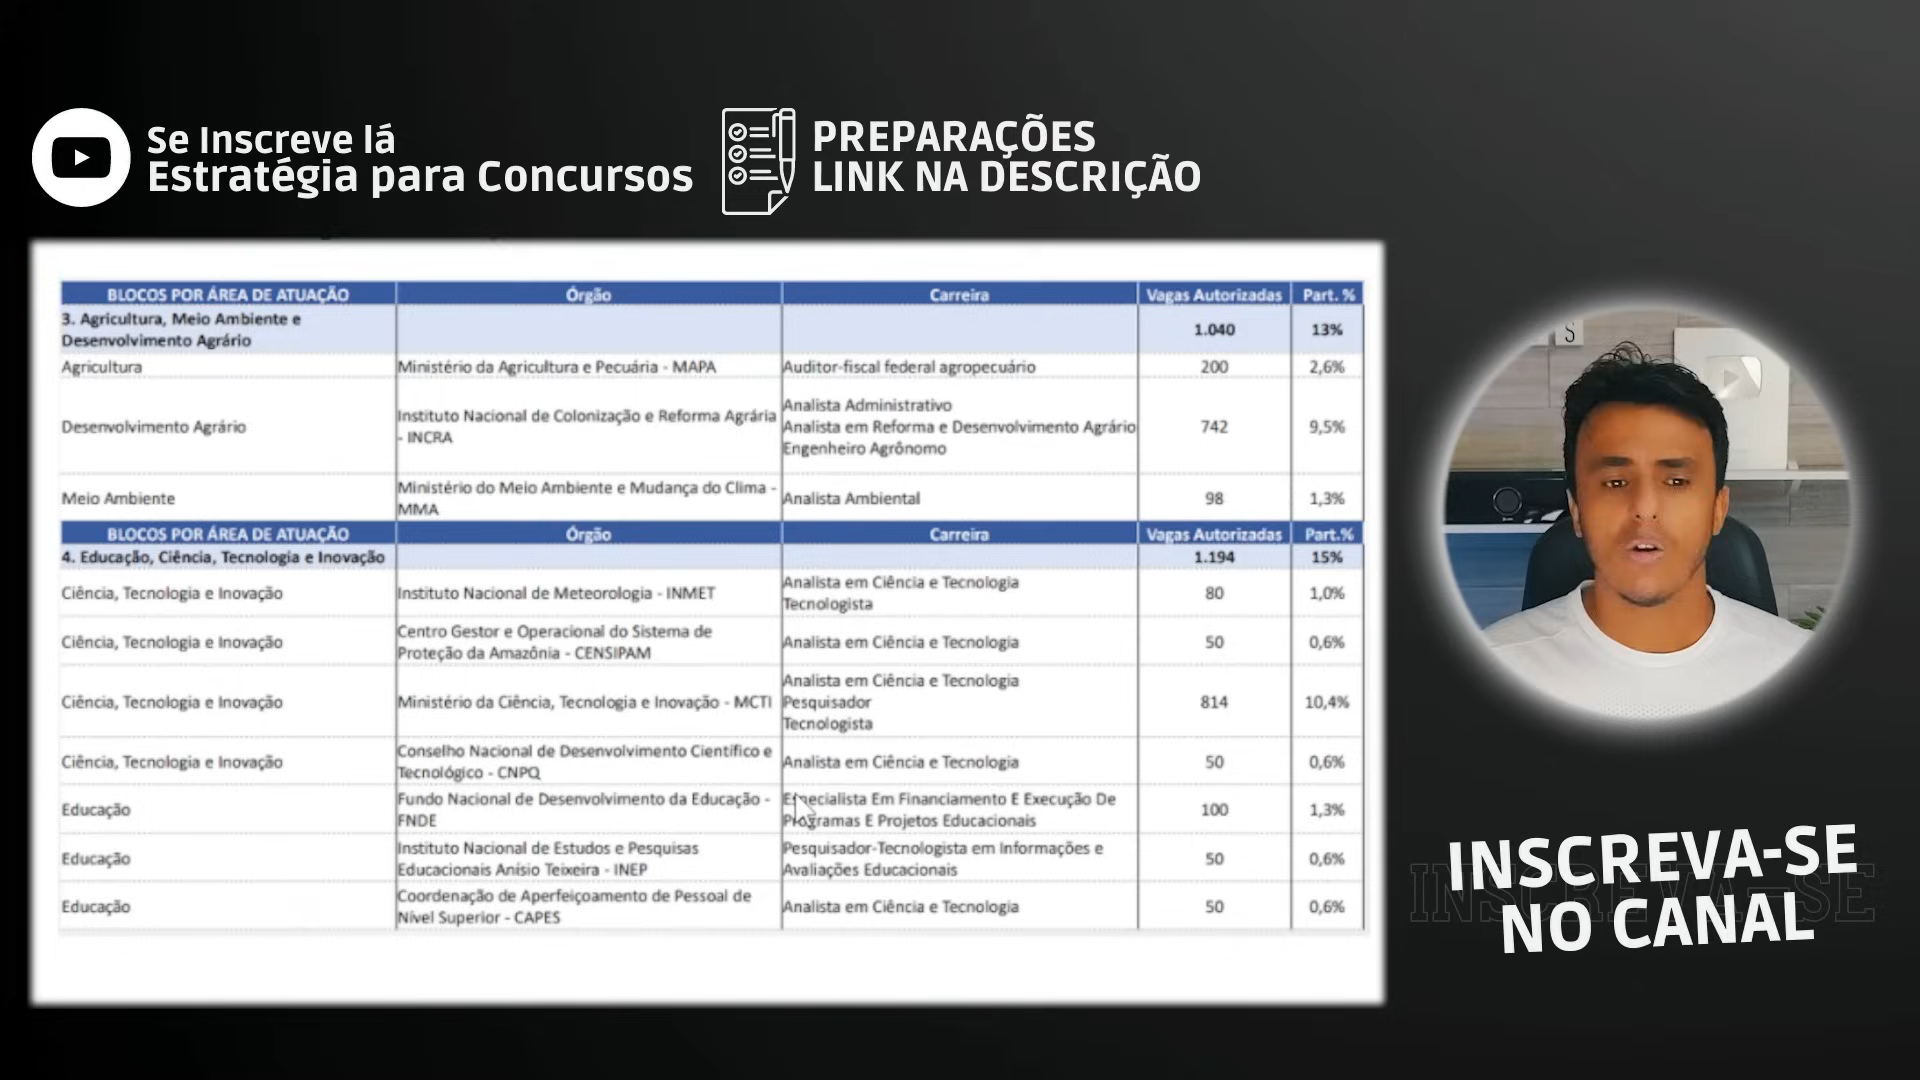 Se Inscreve lá
Estratégia para Concursos
PREPARAÇÕES
LINK NA DESCRIÇÃO
BLOCOS POR ÁREA DE ATUAÇÃO Órgão Carreira Vagas Autorizadas Part. %
3. Agricultura, Meio Ambiente e
Desenvolvimento Agrário
1.040 13%
Agricultura Ministério da Agricultura e Pecuária - MAPA Auditor-fiscal federal agropecuário 200 2,6%
Desenvolvimento Agrário
Instituto Nacional de Colonização e Reforma Agrária
- INCRA
Analista Administrativo
Analista em Reforma e Desenvolvimento Agrário
Engenheiro Agrônomo
742 9,5%
Meio Ambiente
Ministério do Meio Ambiente e Mudança do Clima -
MMA
Analista Ambiental 98 1,3%
BLOCOS POR ÁREA DE ATUAÇÃO Órgão Carreira Vagas Autorizadas Part.%
4. Educação, Ciência, Tecnologia e Inovação 1.194 15%
Ciência, Tecnologia e Inovação Instituto Nacional de Meteorologia - INMET
Analista em Ciência e Tecnologia
Tecnologista
80 1,0%
Ciência, Tecnologia e Inovação
Centro Gestor e Operacional do Sistema de
Proteção da Amazônia - CENSIPAM
Analista em Ciência e Tecnologia 50 0,6%
Ciência, Tecnologia e Inovação Ministério da Ciência, Tecnologia e Inovação - MCTI
Analista em Ciência e Tecnologia
Pesquisador
Tecnologista
814 10,4%
Ciência, Tecnologia e Inovação
Conselho Nacional de Desenvolvimento Científico e
Tecnológico - CNPQ
Analista em Ciência e Tecnologia 50 0,6%
Educação
Fundo Nacional de Desenvolvimento da Educação -
FNDE
Especialista Em Financiamento E Execução De
Programas E Projetos Educacionais
100 1,3%
Educação
Instituto Nacional de Estudos e Pesquisas
Educacionais Anísio Teixeira - INEP
Pesquisador-Tecnologista em Informações e
Avaliações Educacionais
50 0,6%
Educação
Coordenação de Aperfeiçoamento de Pessoal de
Nível Superior - CAPES
Analista em Ciência e Tecnologia 50 0,6%
S
INSCREVA-SE
INSCREVA-SE
NO CANAL